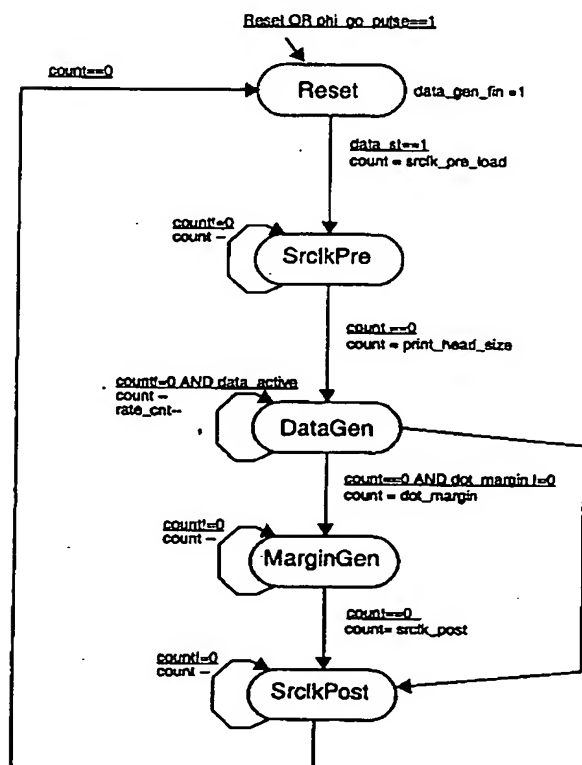 Reset OR phi_go_pulse==1
count==0
Reset
data_gen_fin =1
data_st==1
count = srclk_pre_load
count!=0
count --
SrclkPre
count ==0
count = print_head_size
count!=0 AND data_active
count --
rate_cnt--
DataGen
count==0 AND dot_margin !=0
count = dot_margin
count!=0
count --
MarginGen
count==0
count= srclk_post
count!=0
count --
SrclkPost